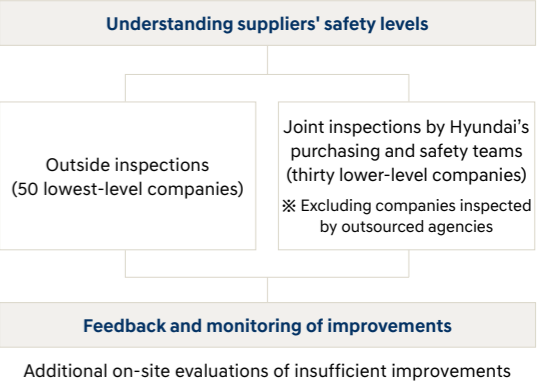 Understanding suppliers' safety levels
Outside inspections
(50 lowest-level companies)
Joint inspections by Hyundai’s
purchasing and safety teams
(thirty lower-level companies)
※ Excluding companies inspected
by outsourced agencies
Feedback and monitoring of improvements
Additional on-site evaluations of insufficient improvements